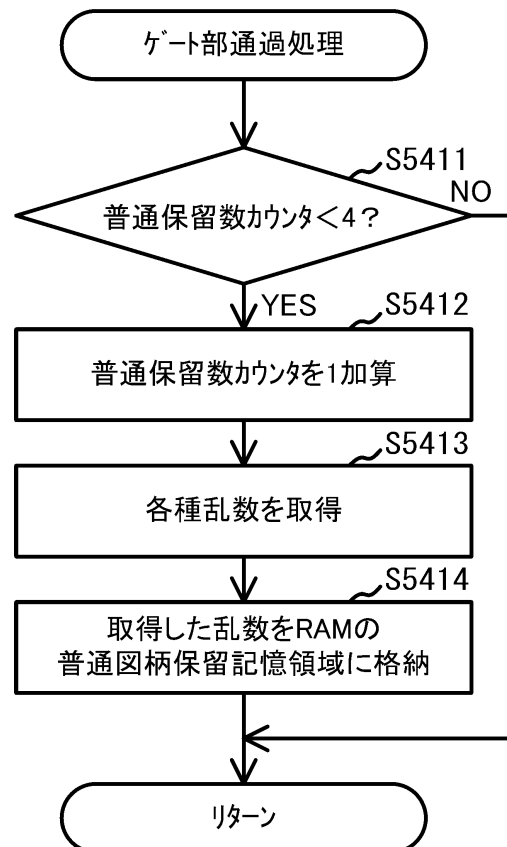 ゲート部通過処理
S5411
NO
普通保留数カウンタ＜4？
YES
S5412
普通保留数カウンタを1加算
S5413
各種乱数を取得
S5414
取得した乱数をRAMの
普通図柄保留記憶領域に格納
リターン